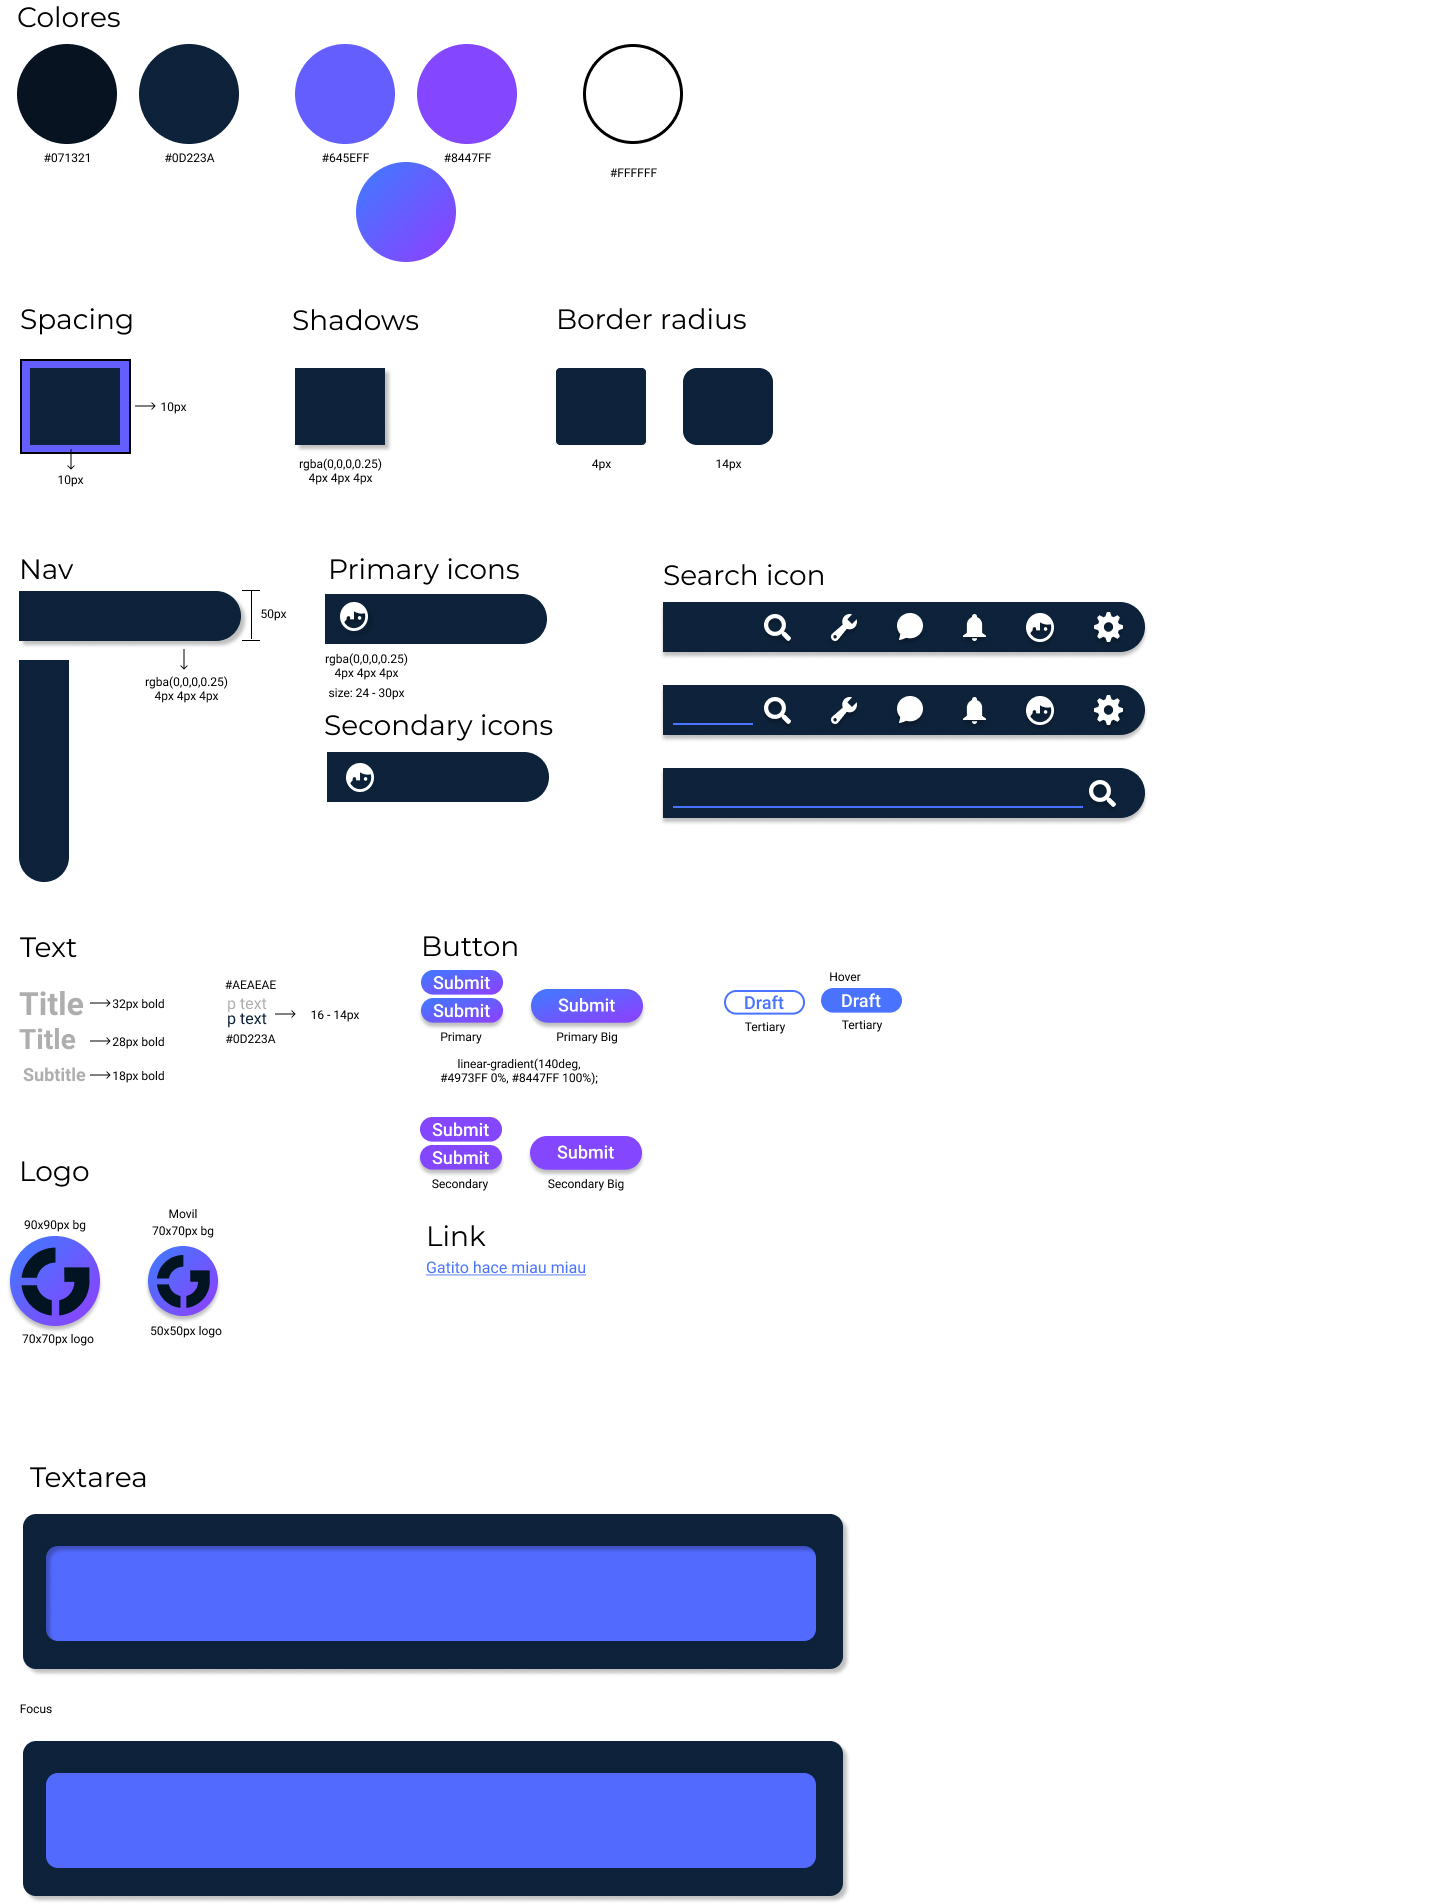 Colores
#071321
#0D223A
#645EFF
#8447FF
#FFFFFF
Spacing
10px
10px
Shadows
rgba(0,0,0,0.25)
4px 4px 4px
Border radius
4px
14px
Nav
50px
rgba(0,0,0,0.25)
4px 4px 4px
Primary icons
rgba(0,0,0,0.25)
4px 4px 4px
size: 24 - 30px
Secondary icons
Search icon
Text
Title
32px bold
Title
28px bold
Subtitle
18px bold
#AEAEAE
p text
p text
16 - 14px
#0D223A
Button
Submit
Submit
Primary
Submit
Primary Big
linear-gradient(140deg,
#4973FF 0%, #8447FF 100%);
Draft
Tertiary
Hover
Draft
Tertiary
Submit
Submit
Secondary
Submit
Secondary Big
Logo
90x90px bg
70x70px logo
Movil
70x70px bg
50x50px logo
Link
Gatito hace miau miau
Textarea
Focus